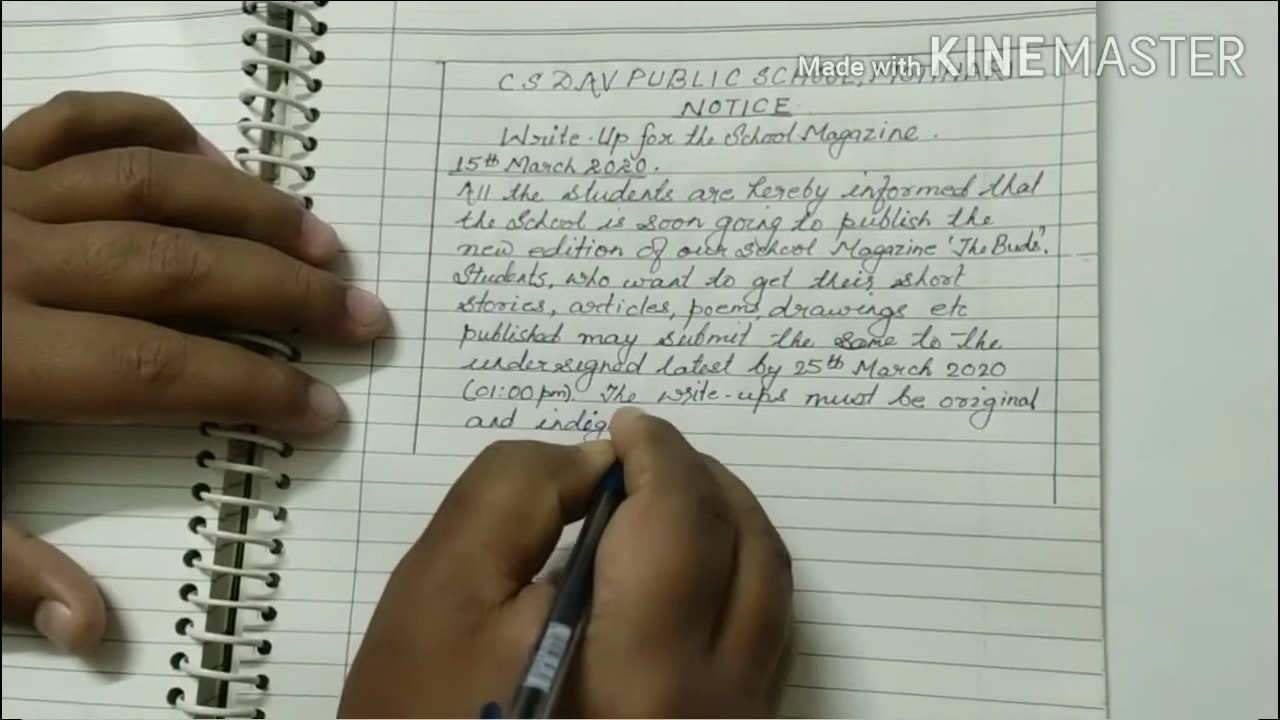 Made with KINEMASTER
CS DAV PUBLIC SCHOOL,
NOTICE
Write-Up for the School Magazine.
15th March 2020.
All the students are hereby informed that
the School is soon going to publish the
new edition of our School Magazine 'The Buds'.
Students, who want to get their short
stories, articles, poems, drawings etc
published may submit the same to the
undersigned latest by 25th March 2020
(01:00 pm). The write-ups must be original
and indig